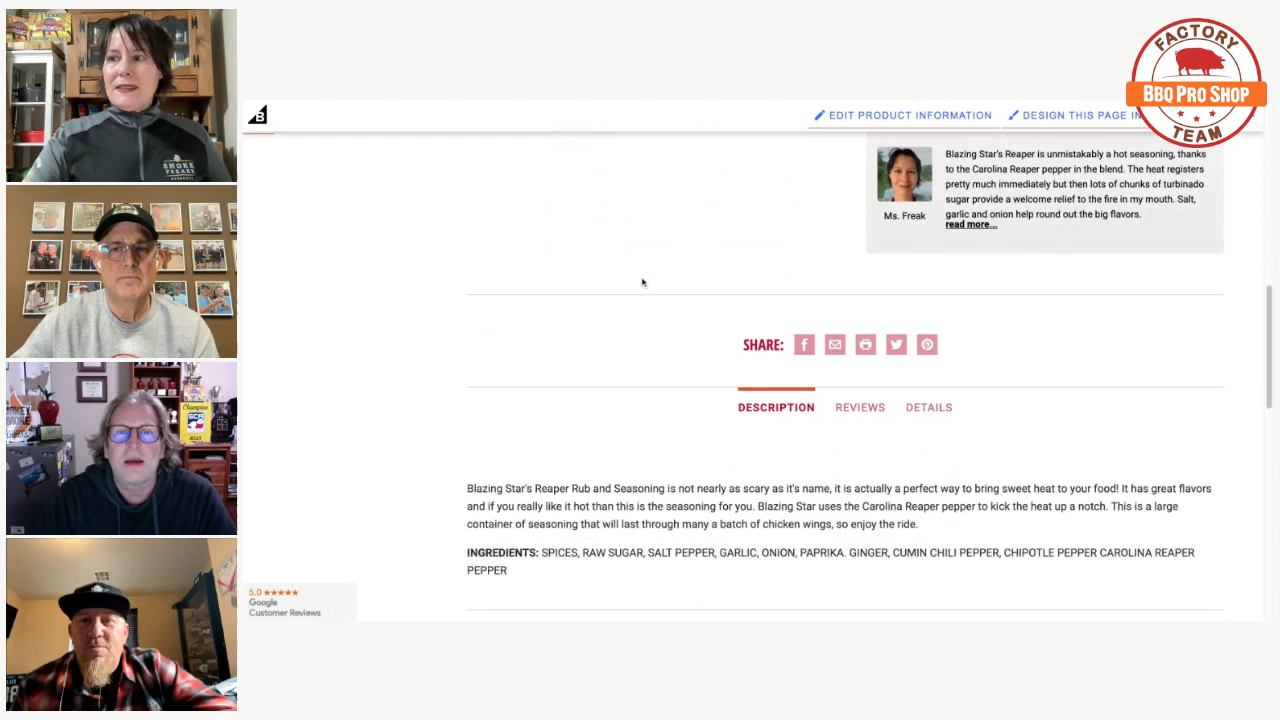 FACTORY
BBQ PRO SHOP
TEAM
SMOKE
FREAKS
Champion
SCA
2023
B
EDIT PRODUCT INFORMATION
DESIGN THIS PAGE IN
Ms. Freak
Blazing Star's Reaper is unmistakably a hot seasoning, thanks
to the Carolina Reaper pepper in the blend. The heat registers
pretty much immediately but then lots of chunks of turbinado
sugar provide a welcome relief to the fire in my mouth. Salt,
garlic and onion help round out the big flavors.
read more...
SHARE:
DESCRIPTION REVIEWS DETAILS
Blazing Star's Reaper Rub and Seasoning is not nearly as scary as it's name, it is actually a perfect way to bring sweet heat to your food! It has great flavors
and if you really like it hot than this is the seasoning for you. Blazing Star uses the Carolina Reaper pepper to kick the heat up a notch. This is a large
container of seasoning that will last through many a batch of chicken wings, so enjoy the ride.
INGREDIENTS: SPICES, RAW SUGAR, SALT PEPPER, GARLIC, ONION, PAPRIKA. GINGER, CUMIN CHILI PEPPER, CHIPOTLE PEPPER CAROLINA REAPER
PEPPER
5.0 ★★★★★
Google
Customer Reviews